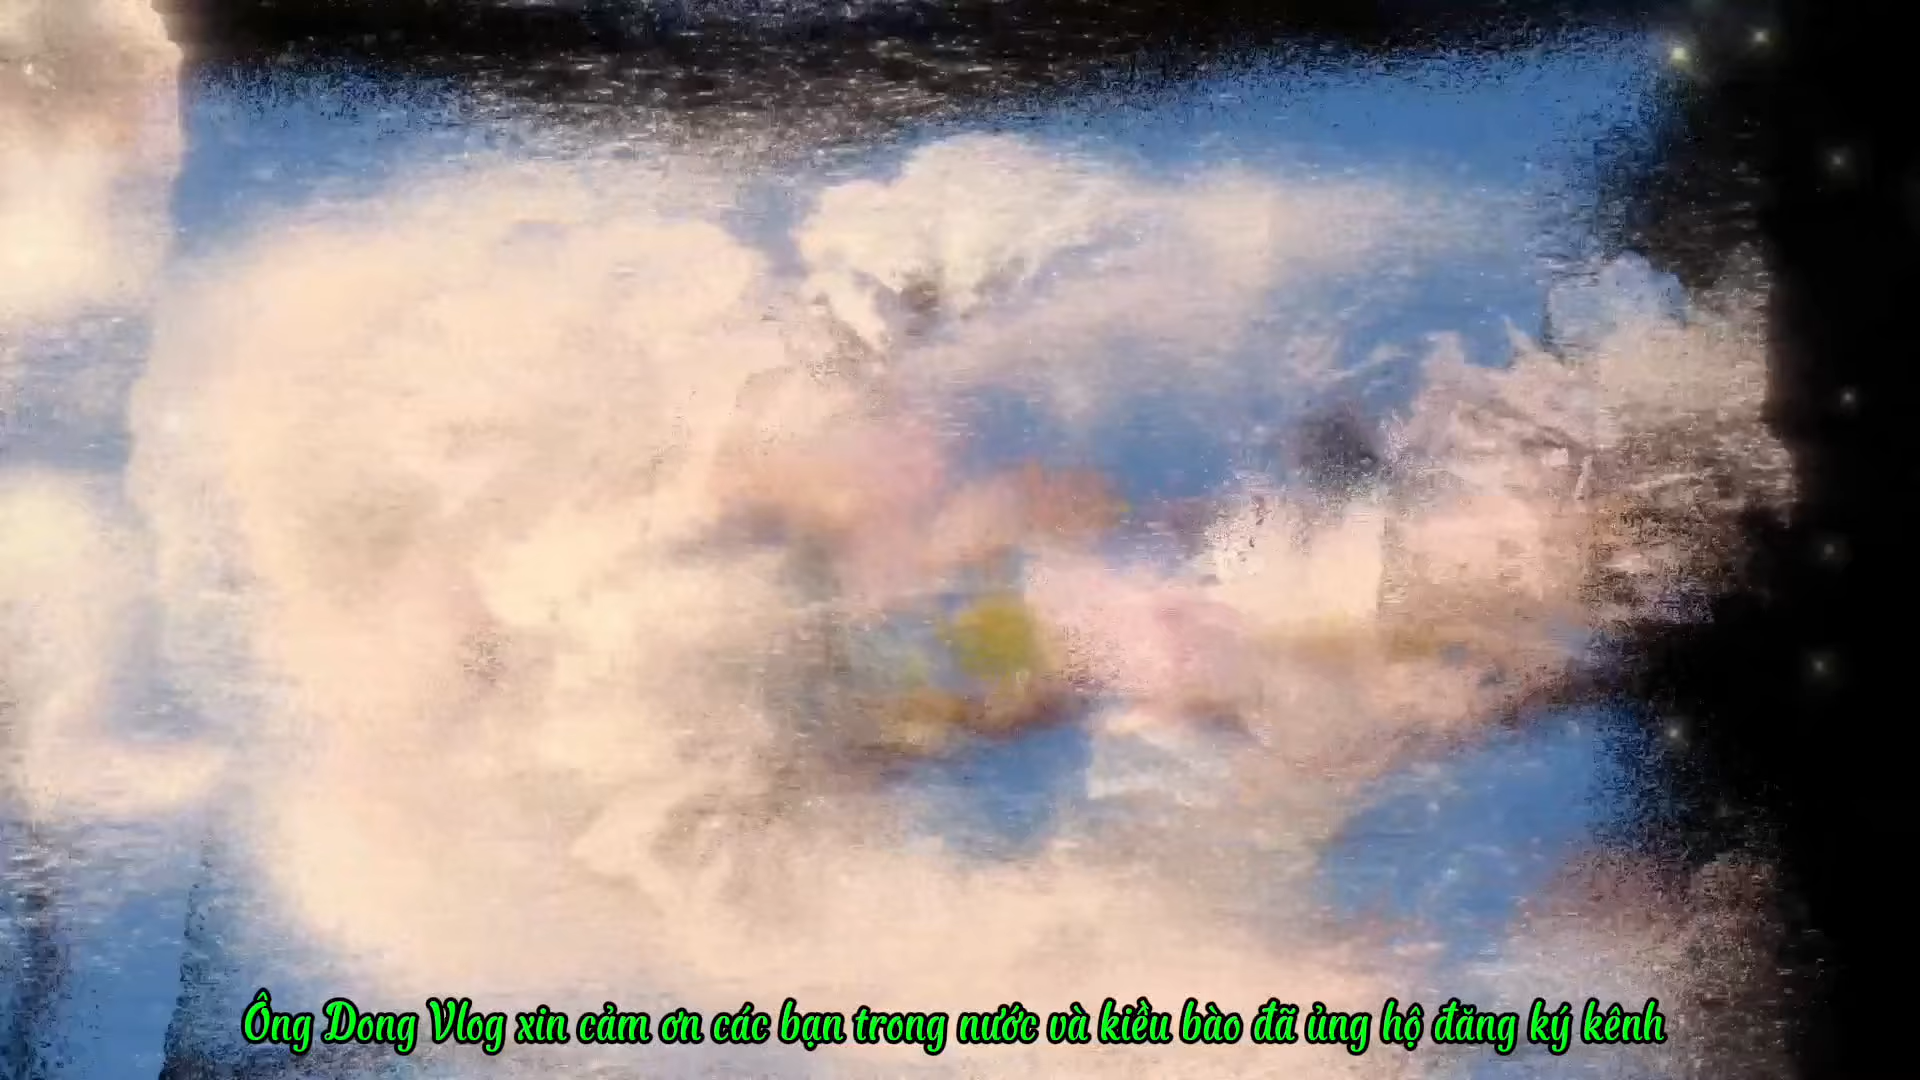 Ông Dong Vlog xin cảm ơn các bạn trong nước và kiều bào đã ủng hộ đăng ký kênh